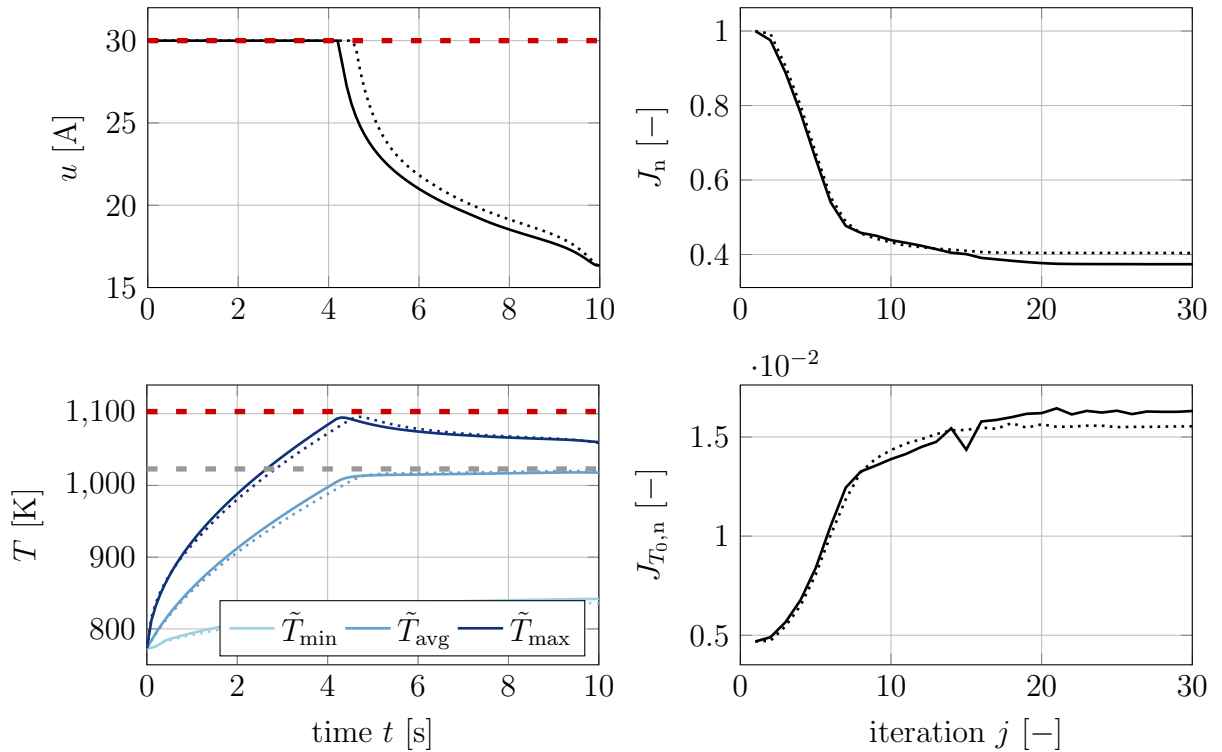 30
25
20
15
u [A]
0 2 4 6 8 10
1
0.8
0.6
0.4
J_n [−]
0 10 20 30
1,100
1,000
900
800
T [K]
T̃_min T̃_avg T̃_max
0 2 4 6 8 10
time t [s]
·10^−2
1.5
1
0.5
J_{T_0,n} [−]
0 10 20 30
iteration j [−]